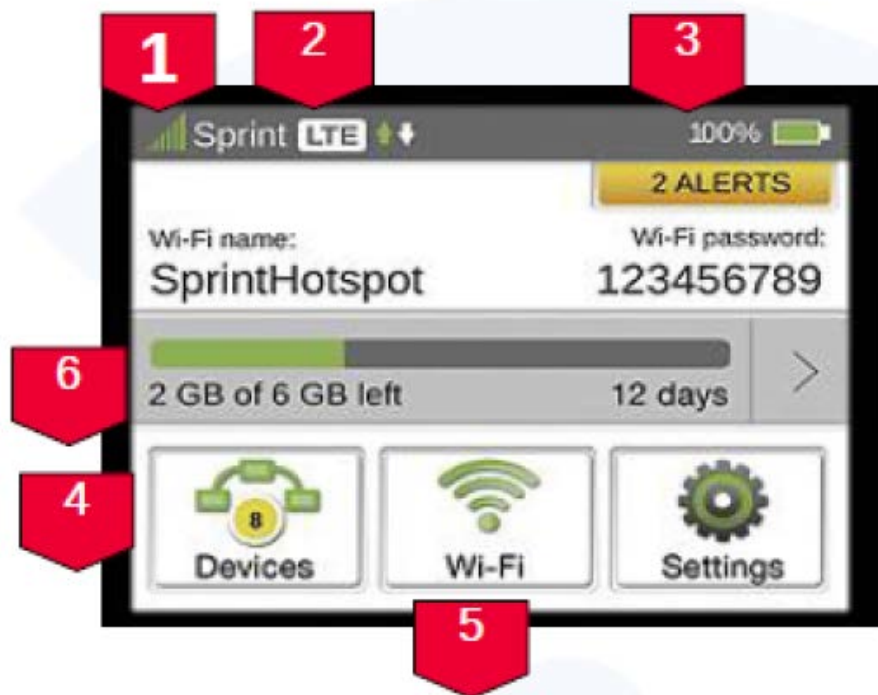 1
2
3
Sprint LTE 100%
2 ALERTS
Wi-Fi name: Wi-Fi password:
SprintHotspot 123456789
6
2 GB of 6 GB left 12 days >
4
8
Devices Wi-Fi Settings
5